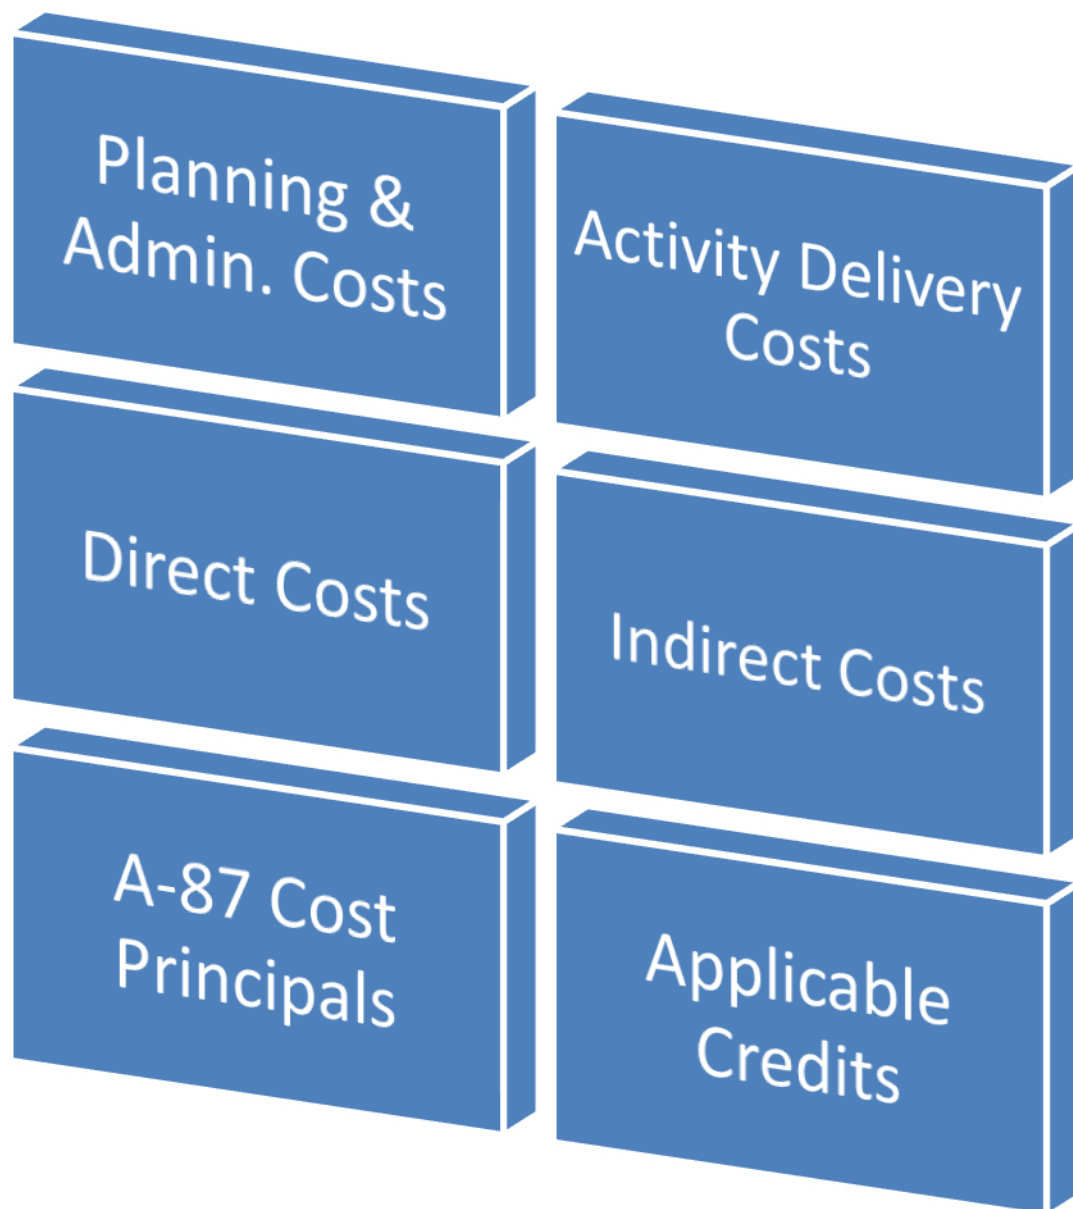 Planning &
Admin. Costs
Activity Delivery
Costs
Direct Costs
Indirect Costs
A-87 Cost
Principals
Applicable
Credits